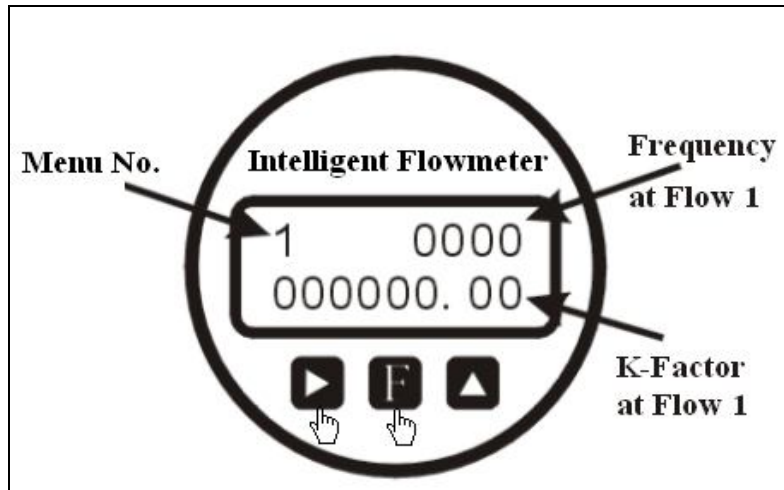 Menu No.
Intelligent Flowmeter
Frequency
at Flow 1
1 0000
000000.00
F
K-Factor
at Flow 1